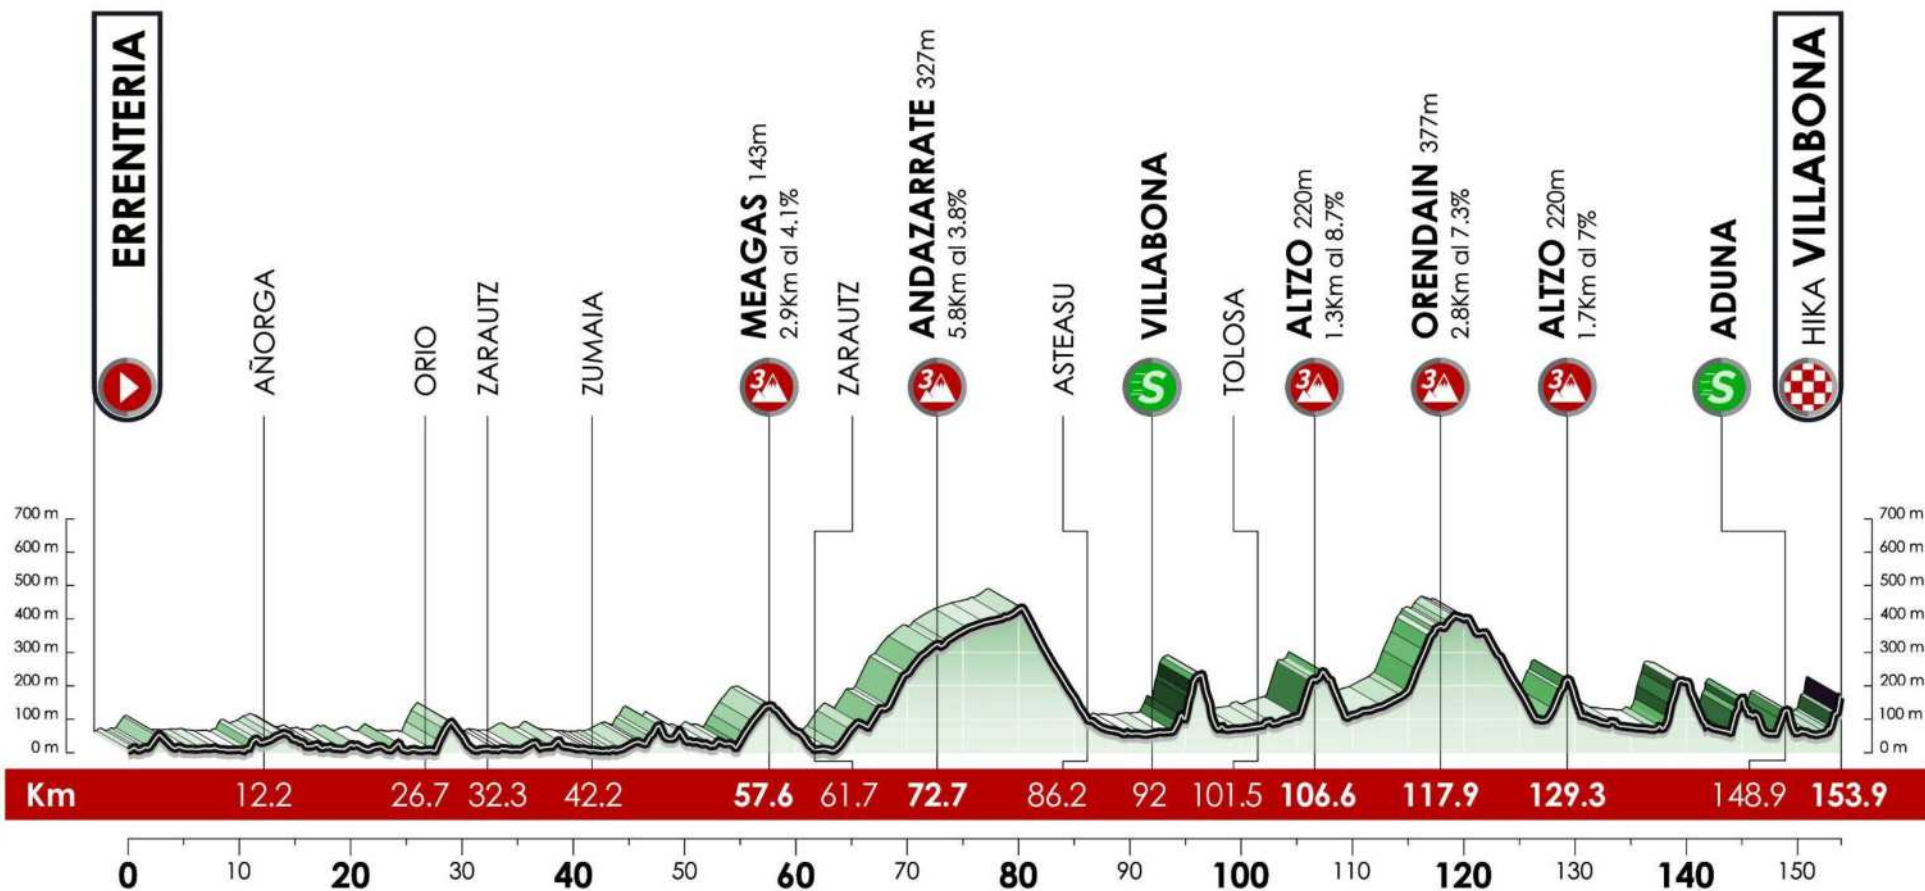 ERRENTERIA
AÑORGA
ORIO
ZARAUTZ
ZUMAIA
MEAGAS 143m
2.9Km al 4.1%
3
ZARAUTZ
ANDAZARRATE 327m
5.8Km al 3.8%
3
ASTEASU
VILLABONA
S
TOLOSA
ALTZO 220m
1.3Km al 8.7%
3
ORENDAIN 377m
2.8Km al 7.3%
3
ALTZO 220m
1.7Km al 7%
3
ADUNA
S
HIKA VILLABONA
700 m
600 m
500 m
400 m
300 m
200 m
100 m
0 m
700 m
600 m
500 m
400 m
300 m
200 m
100 m
0 m
Km 12.2 26.7 32.3 42.2 57.6 61.7 72.7 86.2 92 101.5 106.6 117.9 129.3 148.9 153.9
0 10 20 30 40 50 60 70 80 90 100 110 120 130 140 150